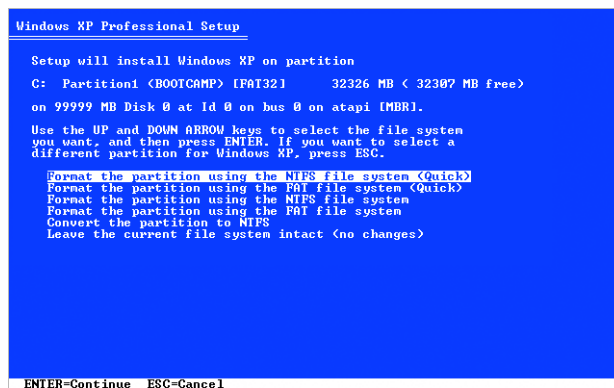 Windows XP Professional Setup
Setup will install Windows XP on partition
C:  Partition1 (BOOTCAMP) [FAT32]      32326 MB ( 32307 MB free)
on 99999 MB Disk 0 at Id 0 on bus 0 on atapi [MBR].
Use the UP and DOWN ARROW keys to select the file system
you want, and then press ENTER. If you want to select a
different partition for Windows XP, press ESC.
Format the partition using the NTFS file system (Quick)
Format the partition using the FAT file system (Quick)
Format the partition using the NTFS file system
Format the partition using the FAT file system
Convert the partition to NTFS
Leave the current file system intact (no changes)
ENTER=Continue  ESC=Cancel